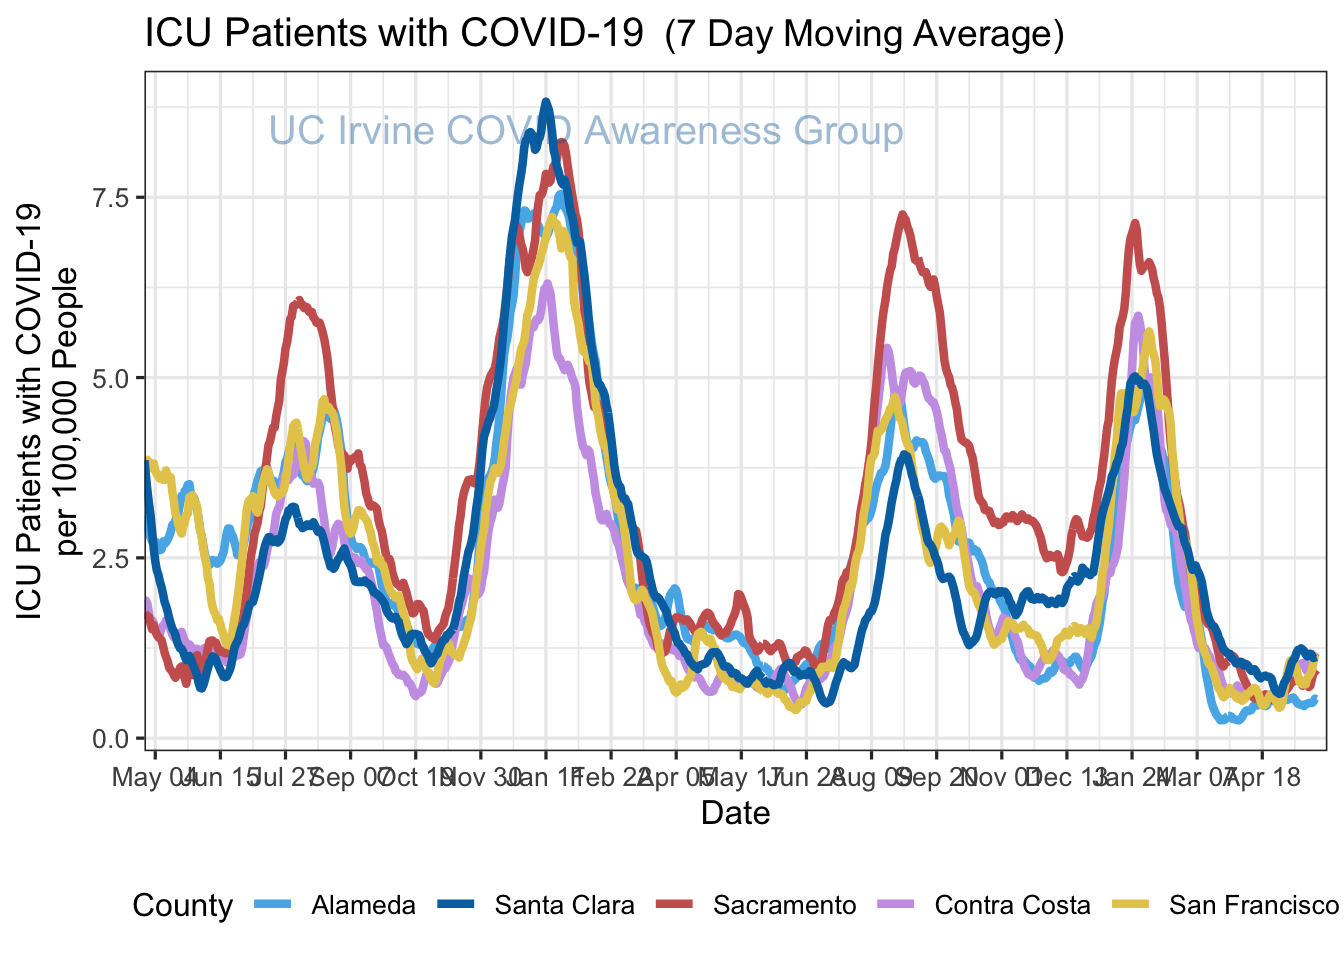 ICU Patients with COVID-19  (7 Day Moving Average)
UC Irvine COVID Awareness Group
ICU Patients with COVID-19
per 100,000 People
7.5
5.0
2.5
0.0
May 04 Jun 15 Jul 27 Sep 07 Oct 19 Nov 30 Jan 11 Feb 22 Apr 05 May 17 Jun 28 Aug 09 Sep 20 Nov 01 Dec 13 Jan 24 Mar 07 Apr 18
Date
County Alameda Santa Clara Sacramento Contra Costa San Francisco